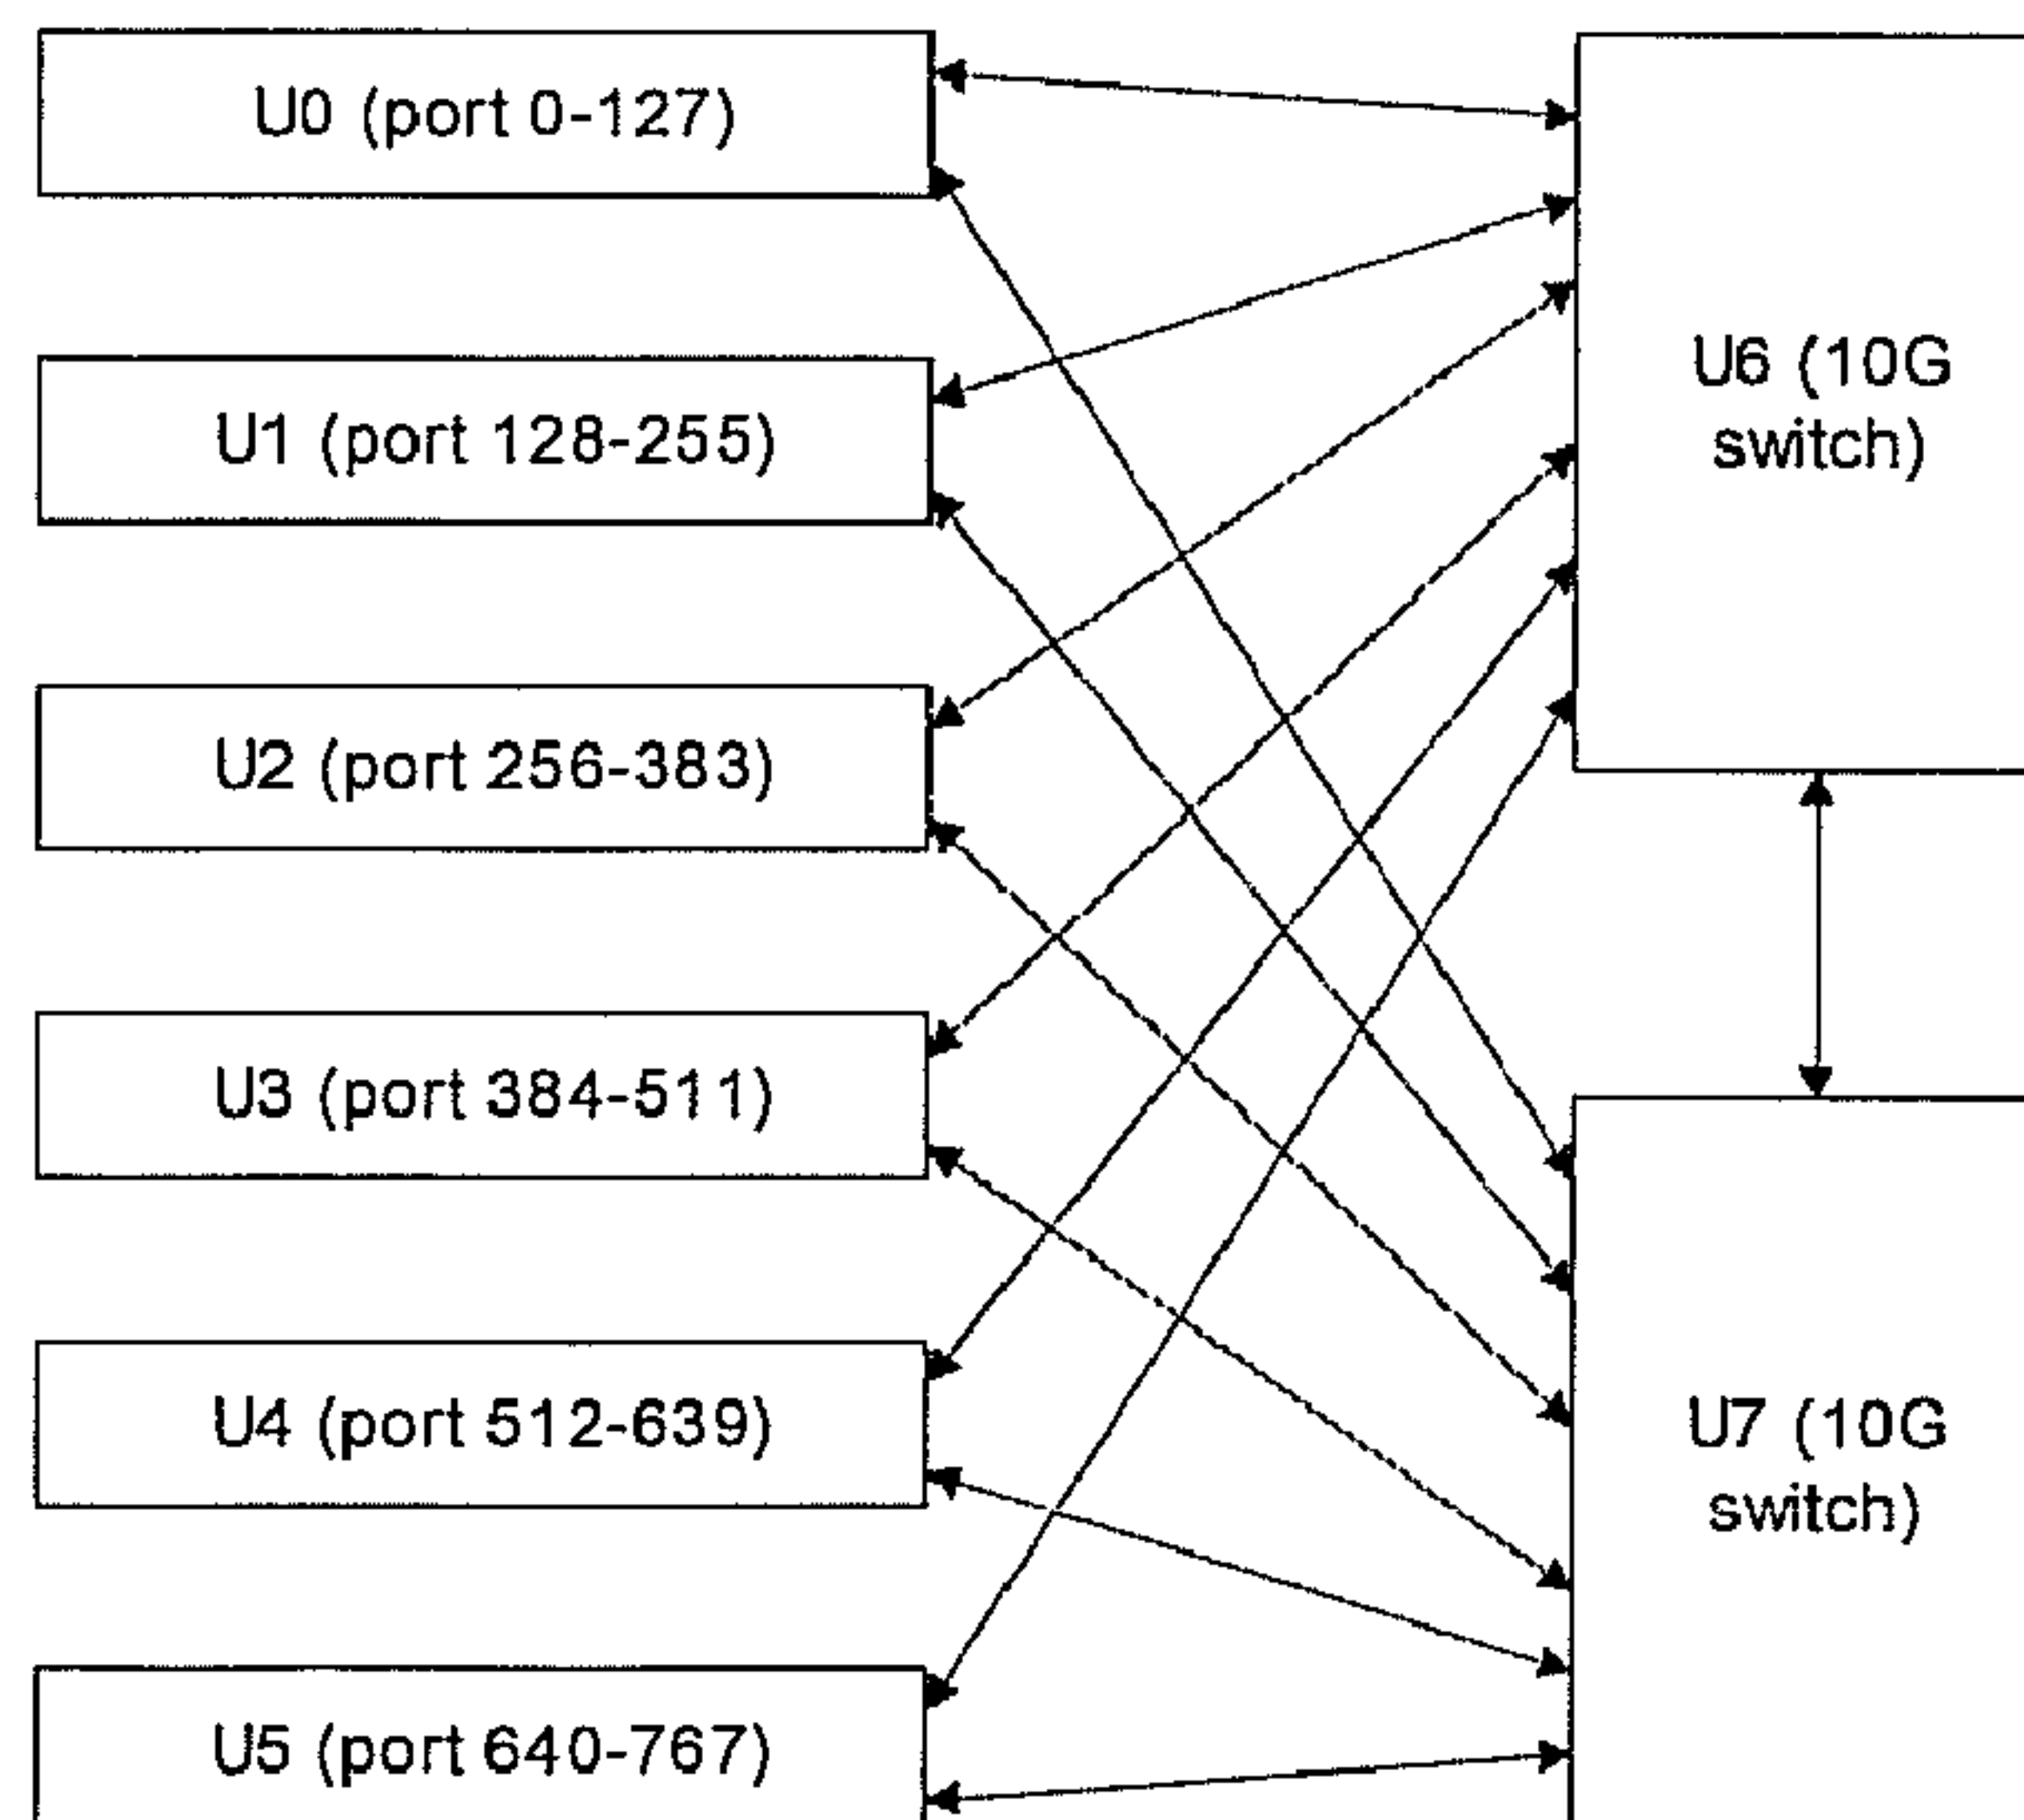 U0 (port 0-127)
U1 (port 128-255)
U2 (port 256-383)
U3 (port 384-511)
U4 (port 512-639)
U5 (port 640-767)
U6 (10G
switch)
U7 (10G
switch)